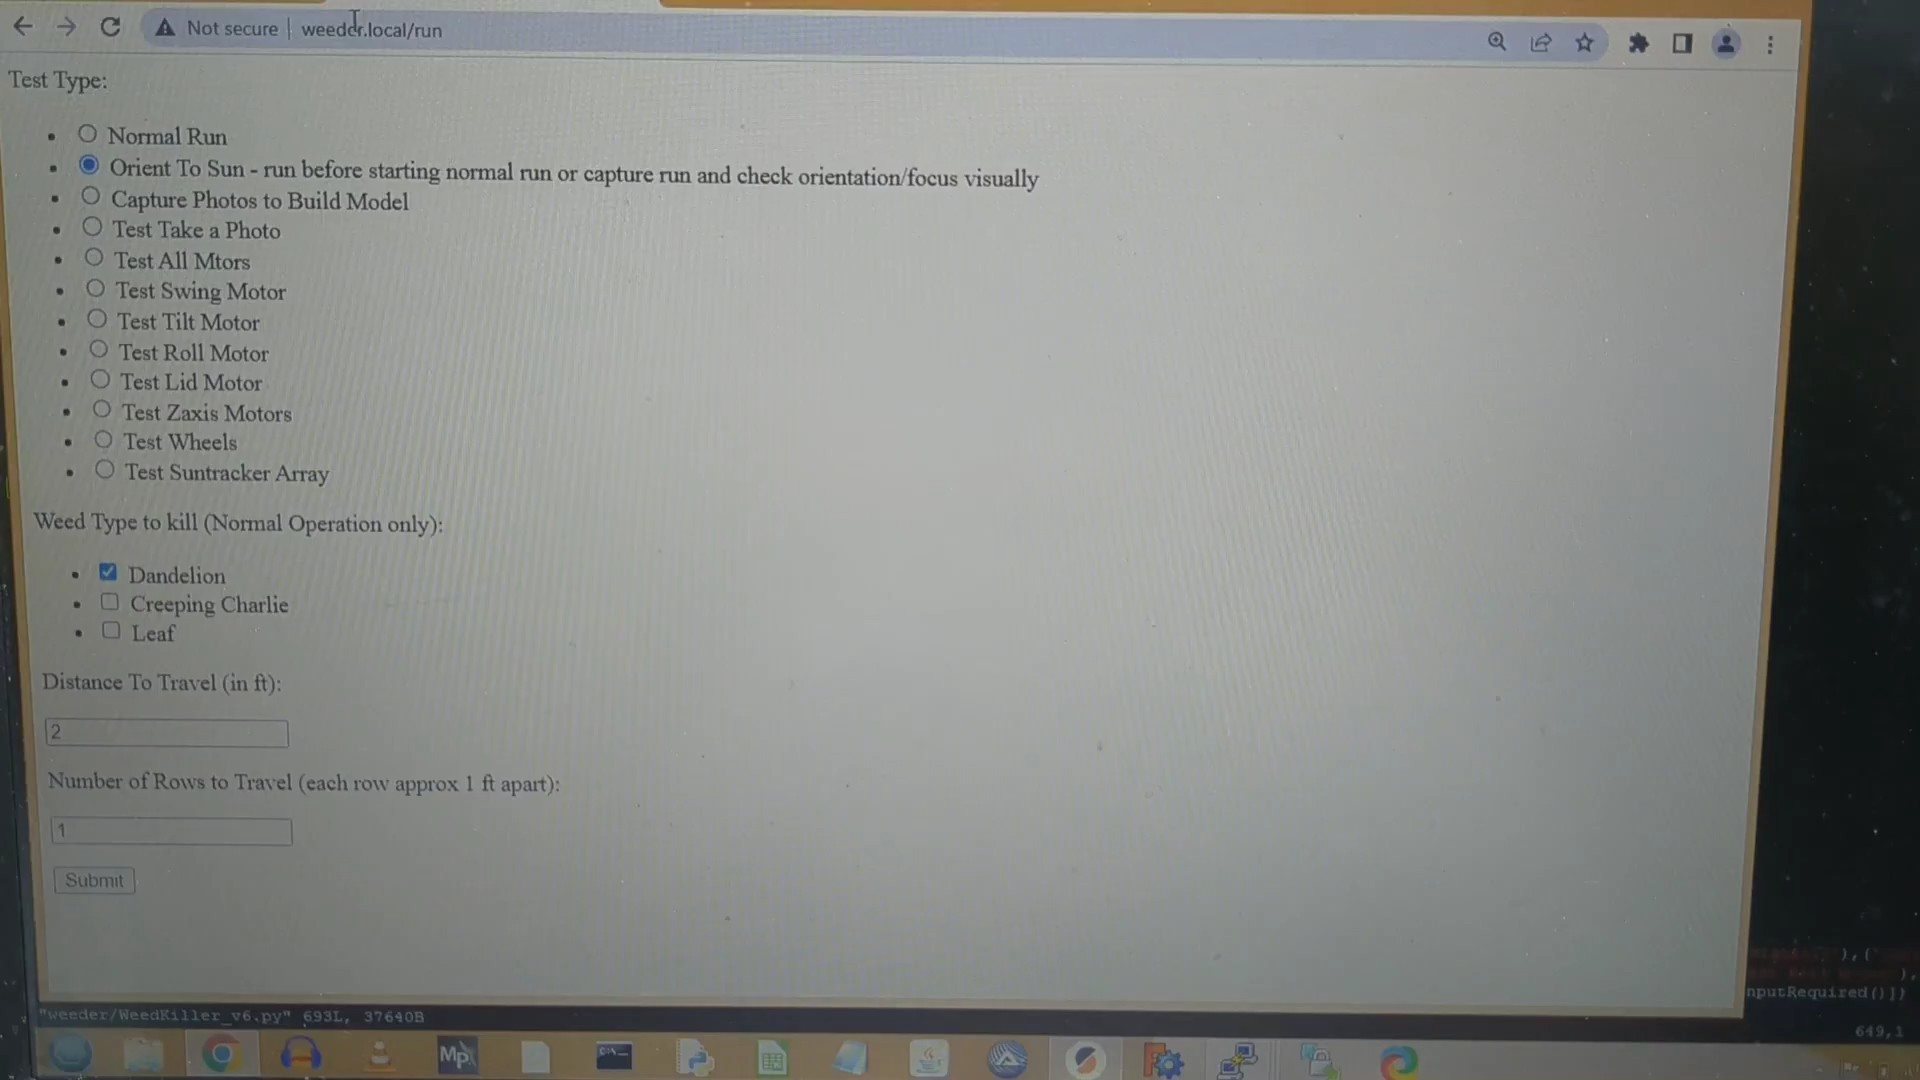 Not secure | weeder.local/run
Test Type:
Normal Run
Orient To Sun - run before starting normal run or capture run and check orientation/focus visually
Capture Photos to Build Model
Test Take a Photo
Test All Mtors
Test Swing Motor
Test Tilt Motor
Test Roll Motor
Test Lid Motor
Test Zaxis Motors
Test Wheels
Test Suntracker Array
Weed Type to kill (Normal Operation only):
Dandelion
Creeping Charlie
Leaf
Distance To Travel (in ft):
2
Number of Rows to Travel (each row approx 1 ft apart):
1
Submit
nputRequired()])
"weeder/WeedKiller_v6.py" 693L, 37640B
649,1
Mp